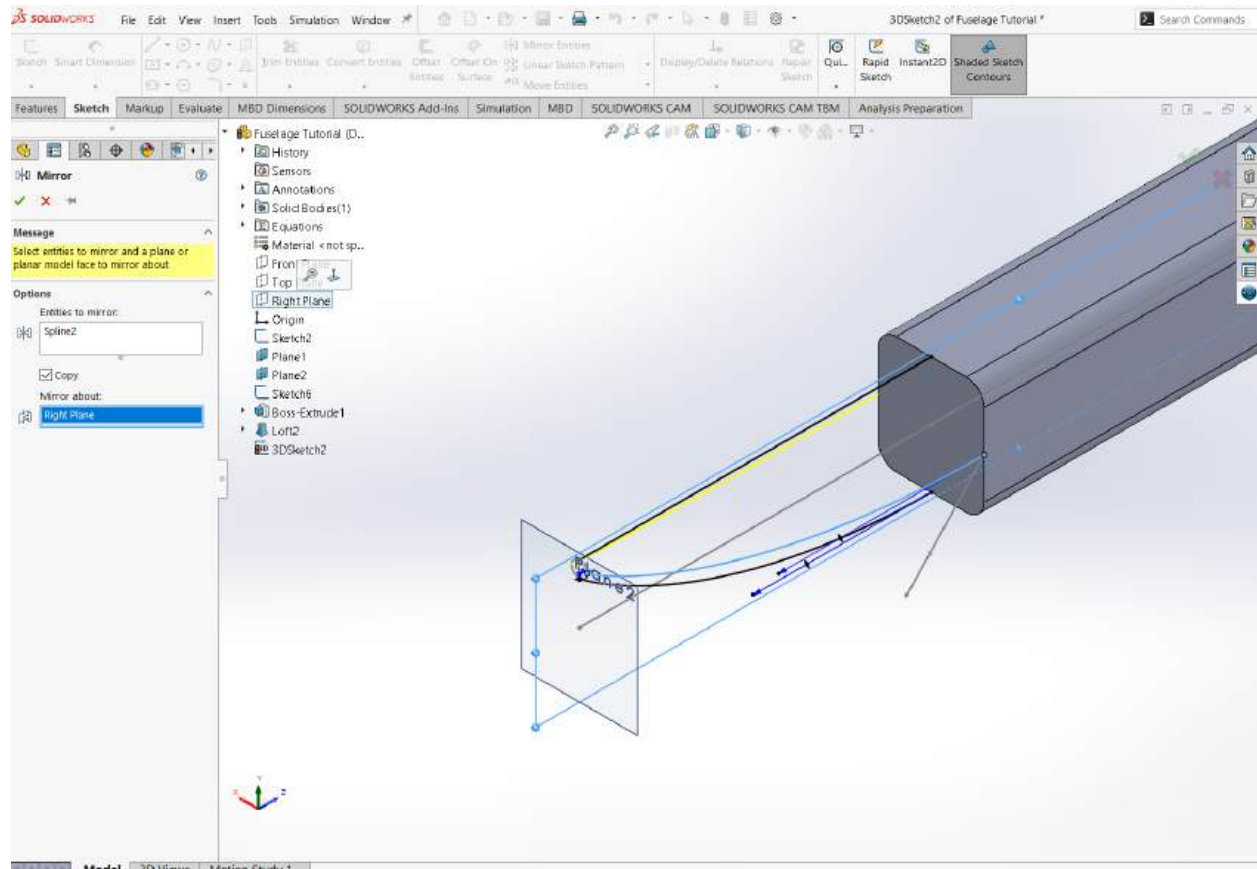 SOLIDWORKS File Edit View Insert Tools Simulation Window 3DSketch2 of Fuselage Tutorial * Search Commands
Sketch Smart Dimension Trim Entities Convert Entities Offset Entities Offset On Surface Mirror Entities Linear Sketch Pattern Move Entities Display/Delete Relations Repair Sketch Qui... Rapid Sketch Instant2D Shaded Sketch Contours
Features Sketch Markup Evaluate MBD Dimensions SOLIDWORKS Add-Ins Simulation MBD SOLIDWORKS CAM SOLIDWORKS CAM TBM Analysis Preparation
Mirror
Message
Select entities to mirror and a plane or
planar model face to mirror about
Options
Entities to mirror:
Spline2
Copy
Mirror about:
Right Plane
Fuselage Tutorial (D...
History
Sensors
Annotations
Solid Bodies(1)
Equations
Material <not sp...
Front
Top
Right Plane
Origin
Sketch2
Plane1
Plane2
Sketch6
Boss-Extrude1
Loft2
3DSketch2
Plane2
Y
X
Z
Model 3D Views Motion Study 1